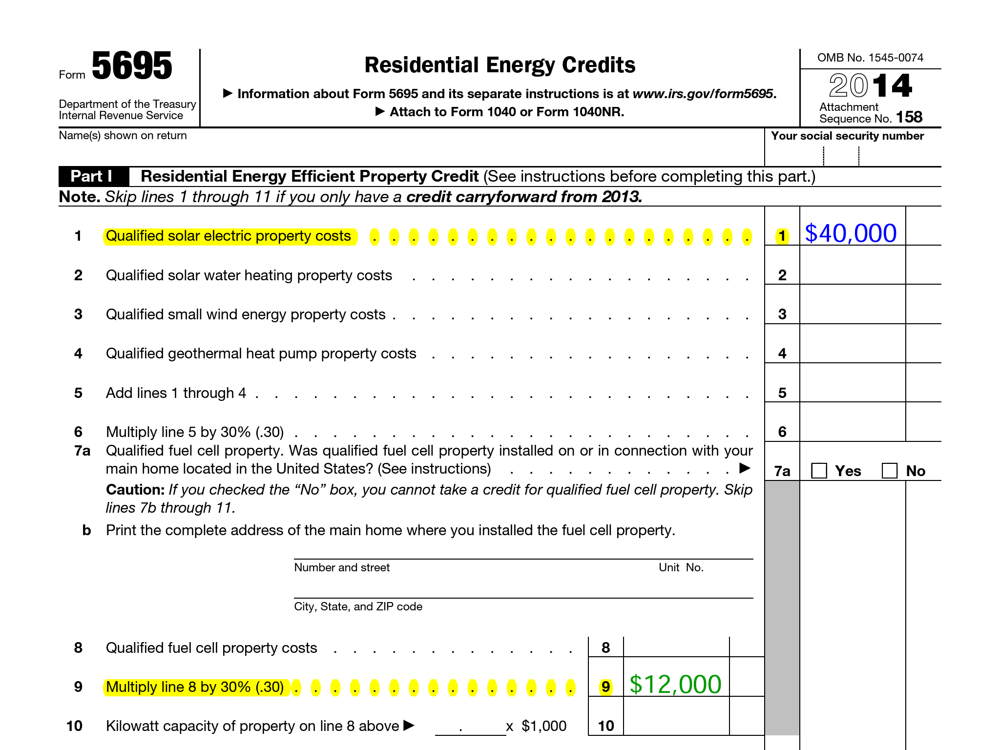 Form 5695
Department of the Treasury
Internal Revenue Service
Residential Energy Credits
▶ Information about Form 5695 and its separate instructions is at www.irs.gov/form5695.
▶ Attach to Form 1040 or Form 1040NR.
OMB No. 1545-0074
2014
Attachment
Sequence No. 158
Name(s) shown on return
Your social security number
Part I Residential Energy Efficient Property Credit (See instructions before completing this part.)
Note. Skip lines 1 through 11 if you only have a credit carryforward from 2013.
1 Qualified solar electric property costs . . . . . . . . . . . . . . . . . . . . 1 $40,000
2 Qualified solar water heating property costs . . . . . . . . . . . . . . . . . . 2
3 Qualified small wind energy property costs . . . . . . . . . . . . . . . . . . . 3
4 Qualified geothermal heat pump property costs . . . . . . . . . . . . . . . . . 4
5 Add lines 1 through 4 . . . . . . . . . . . . . . . . . . . . . . . . . . 5
6 Multiply line 5 by 30% (.30) . . . . . . . . . . . . . . . . . . . . . . . . 6
7a Qualified fuel cell property. Was qualified fuel cell property installed on or in connection with your
main home located in the United States? (See instructions) . . . . . . . . . . . . ▶ 7a Yes No
Caution: If you checked the “No” box, you cannot take a credit for qualified fuel cell property. Skip
lines 7b through 11.
b Print the complete address of the main home where you installed the fuel cell property.
Number and street Unit No.
City, State, and ZIP code
8 Qualified fuel cell property costs . . . . . . . . . . . . . 8
9 Multiply line 8 by 30% (.30) . . . . . . . . . . . . . . . 9 $12,000
10 Kilowatt capacity of property on line 8 above ▶ . x $1,000 10